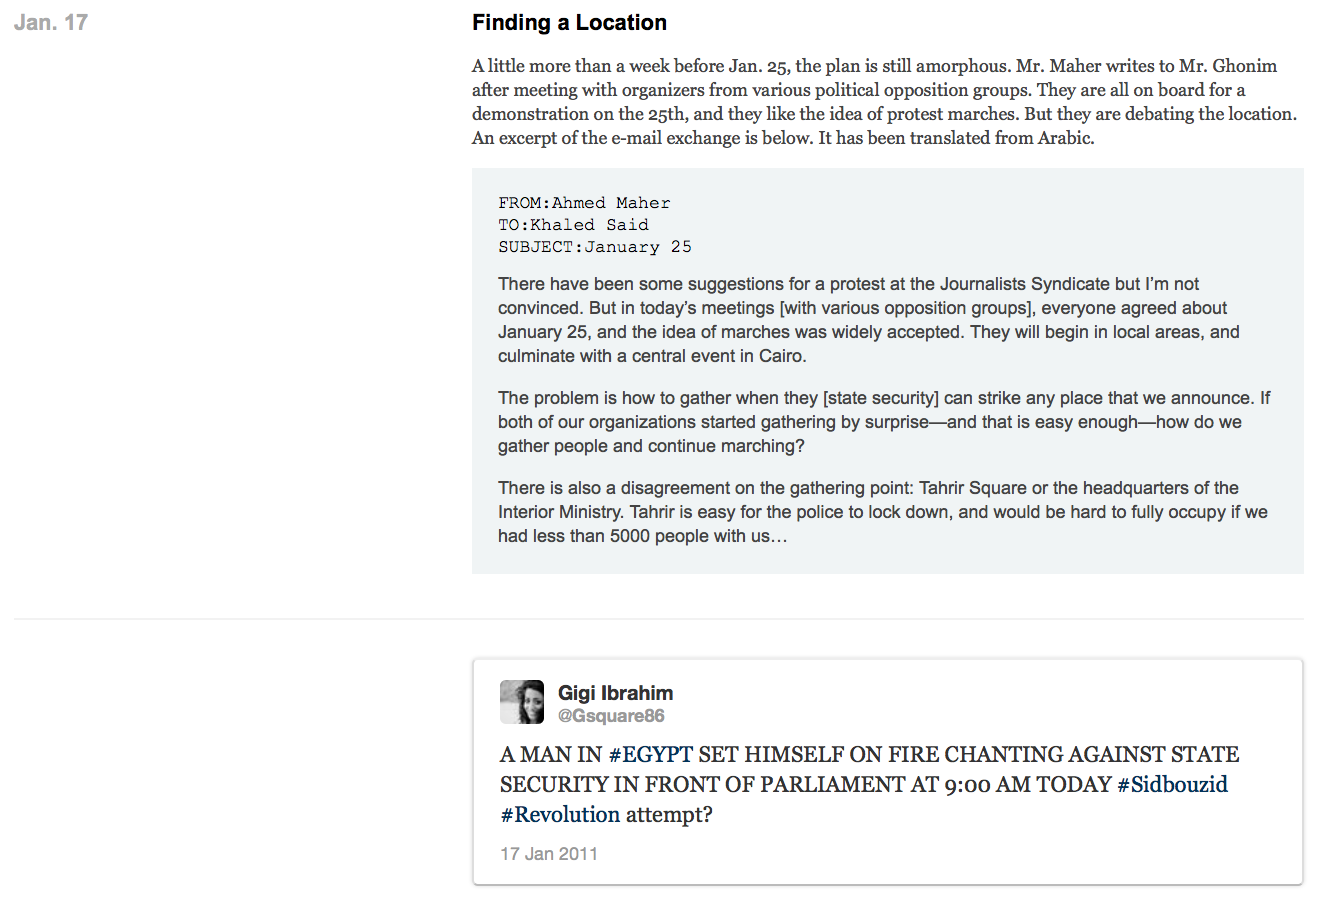 Jan. 17
Finding a Location
A little more than a week before Jan. 25, the plan is still amorphous. Mr. Maher writes to Mr. Ghonim
after meeting with organizers from various political opposition groups. They are all on board for a
demonstration on the 25th, and they like the idea of protest marches. But they are debating the location.
An excerpt of the e-mail exchange is below. It has been translated from Arabic.
FROM:Ahmed Maher
TO:Khaled Said
SUBJECT:January 25
There have been some suggestions for a protest at the Journalists Syndicate but I’m not
convinced. But in today’s meetings [with various opposition groups], everyone agreed about
January 25, and the idea of marches was widely accepted. They will begin in local areas, and
culminate with a central event in Cairo.
The problem is how to gather when they [state security] can strike any place that we announce. If
both of our organizations started gathering by surprise—and that is easy enough—how do we
gather people and continue marching?
There is also a disagreement on the gathering point: Tahrir Square or the headquarters of the
Interior Ministry. Tahrir is easy for the police to lock down, and would be hard to fully occupy if we
had less than 5000 people with us…
Gigi Ibrahim
@Gsquare86
A MAN IN #EGYPT SET HIMSELF ON FIRE CHANTING AGAINST STATE
SECURITY IN FRONT OF PARLIAMENT AT 9:00 AM TODAY #Sidbouzid
#Revolution attempt?
17 Jan 2011